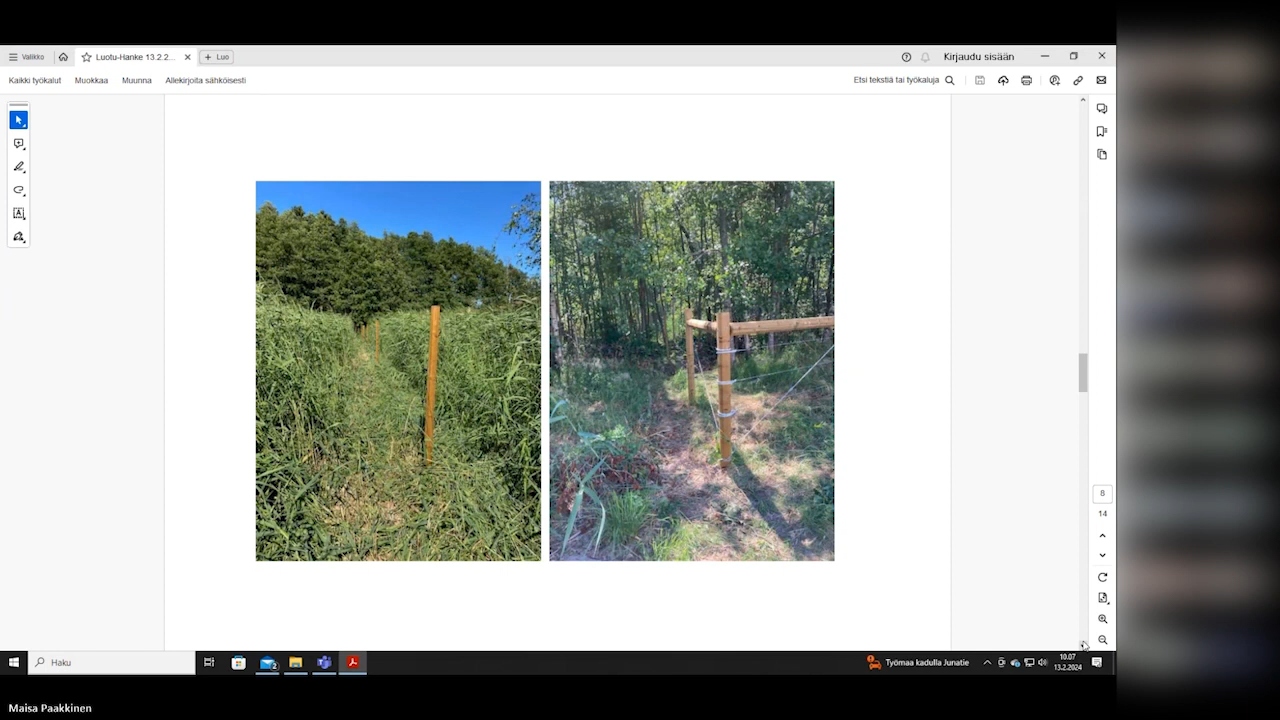 Valikko
Luotu-Hanke 13.2.2...
Luo
Kirjaudu sisään
Kaikki työkalut
Muokkaa
Muunna
Allekirjoita sähköisesti
Etsi tekstiä tai työkaluja
8
14
Haku
2
Työmaa kadulla Junatie
10.07
13.2.2024
Maisa Paakkinen